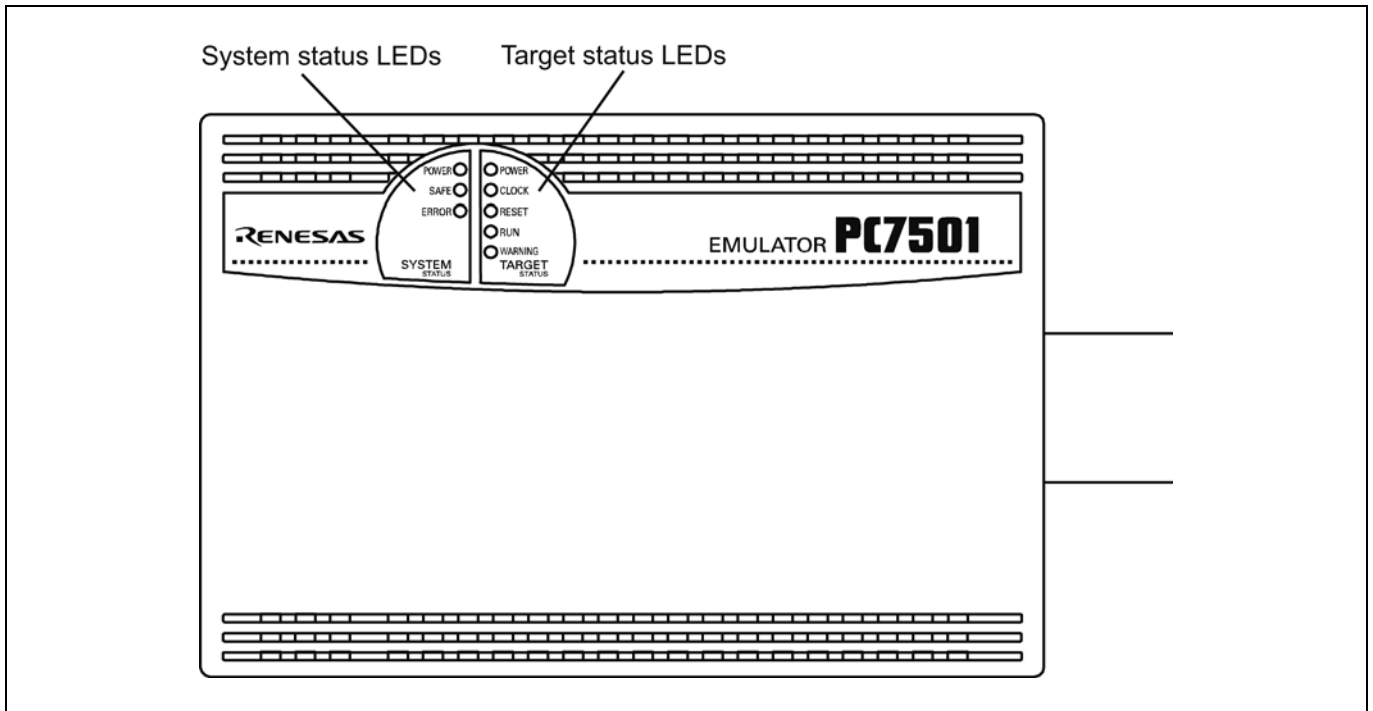 System status LEDs
Target status LEDs
POWER
SAFE
ERROR
SYSTEM
STATUS
POWER
CLOCK
RESET
RUN
WARNING
TARGET
STATUS
RENESAS
EMULATOR PC7501